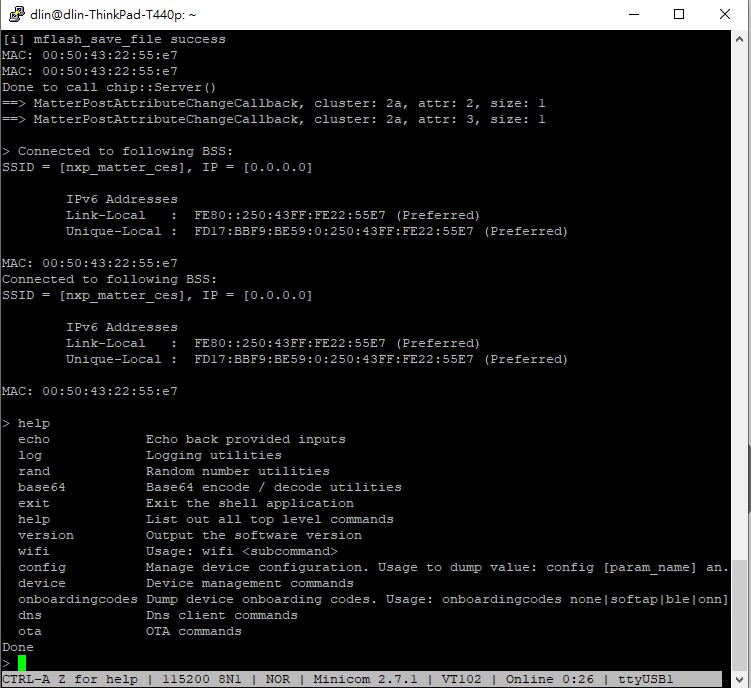 dlin@dlin-ThinkPad-T440p: ~
[i] mflash_save_file success
MAC: 00:50:43:22:55:e7
MAC: 00:50:43:22:55:e7
Done to call chip::Server()
==> MatterPostAttributeChangeCallback, cluster: 2a, attr: 2, size: 1
==> MatterPostAttributeChangeCallback, cluster: 2a, attr: 3, size: 1
> Connected to following BSS:
SSID = [nxp_matter_ces], IP = [0.0.0.0]
IPv6 Addresses
Link-Local   :  FE80::250:43FF:FE22:55E7 (Preferred)
Unique-Local :  FD17:BBF9:BE59:0:250:43FF:FE22:55E7 (Preferred)
MAC: 00:50:43:22:55:e7
Connected to following BSS:
SSID = [nxp_matter_ces], IP = [0.0.0.0]
IPv6 Addresses
Link-Local   :  FE80::250:43FF:FE22:55E7 (Preferred)
Unique-Local :  FD17:BBF9:BE59:0:250:43FF:FE22:55E7 (Preferred)
MAC: 00:50:43:22:55:e7
> help
echo            Echo back provided inputs
log             Logging utilities
rand            Random number utilities
base64          Base64 encode / decode utilities
exit            Exit the shell application
help            List out all top level commands
version         Output the software version
wifi            Usage: wifi <subcommand>
config          Manage device configuration. Usage to dump value: config [param_name] an.
device          Device management commands
onboardingcodes Dump device onboarding codes. Usage: onboardingcodes none|softap|ble|onn]
dns             Dns client commands
ota             OTA commands
Done
>
CTRL-A Z for help | 115200 8N1 | NOR | Minicom 2.7.1 | VT102 | Online 0:26 | ttyUSB1